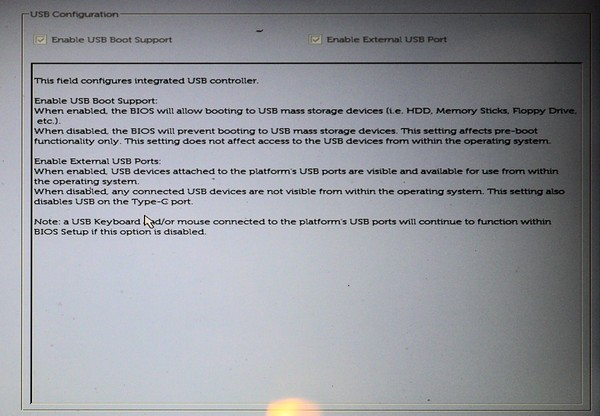 USB Configuration
Enable USB Boot Support Enable External USB Port
This field configures integrated USB controller.
Enable USB Boot Support:
When enabled, the BIOS will allow booting to USB mass storage devices (i.e. HDD, Memory Sticks, Floppy Drive,
etc.).
When disabled, the BIOS will prevent booting to USB mass storage devices. This setting affects pre-boot
functionality only. This setting does not affect access to the USB devices from within the operating system.
Enable External USB Ports:
When enabled, USB devices attached to the platform's USB ports are visible and available for use from within
the operating system.
When disabled, any connected USB devices are not visible from within the operating system. This setting also
disables USB on the Type-C port.
Note: a USB Keyboard and/or mouse connected to the platform's USB ports will continue to function within
BIOS Setup if this option is disabled.